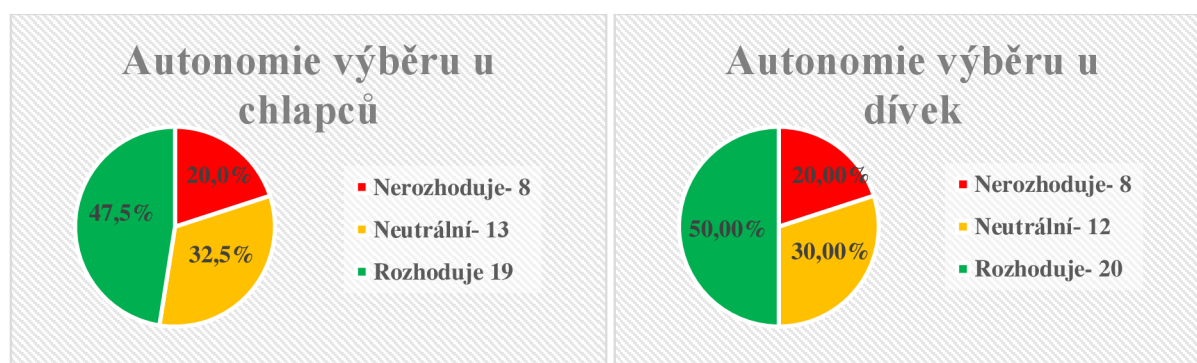 Autonomie výběru u
chlapců
20,0%
47,5%
32,5%
Nerozhoduje- 8
Neutrální- 13
Rozhoduje 19
Autonomie výběru u
dívek
20,00%
50,00%
30,00%
Nerozhoduje- 8
Neutrální- 12
Rozhoduje- 20